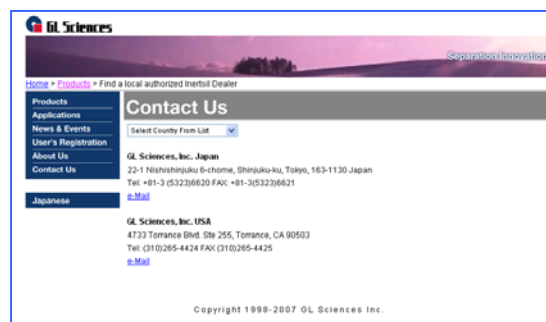 GL Sciences
Separation Innovation
Home > Products > Find a local authorized Inertsil Dealer
Products
Applications
News & Events
User's Registration
About Us
Contact Us
Japanese
Contact Us
Select Country From List
GL Sciences, Inc. Japan
22-1 Nishishinjuku 6-chome, Shinjuku-ku, Tokyo, 163-1130 Japan
Tel: +81-3 (5323)6620 FAX: +81-3(5323)6621
e-Mail
GL Sciences, Inc. USA
4733 Torrance Blvd. Ste 255, Torrance, CA 90503
Tel: (310)265-4424 FAX (310)265-4425
e-Mail
Copyright 1998-2007 GL Sciences Inc.